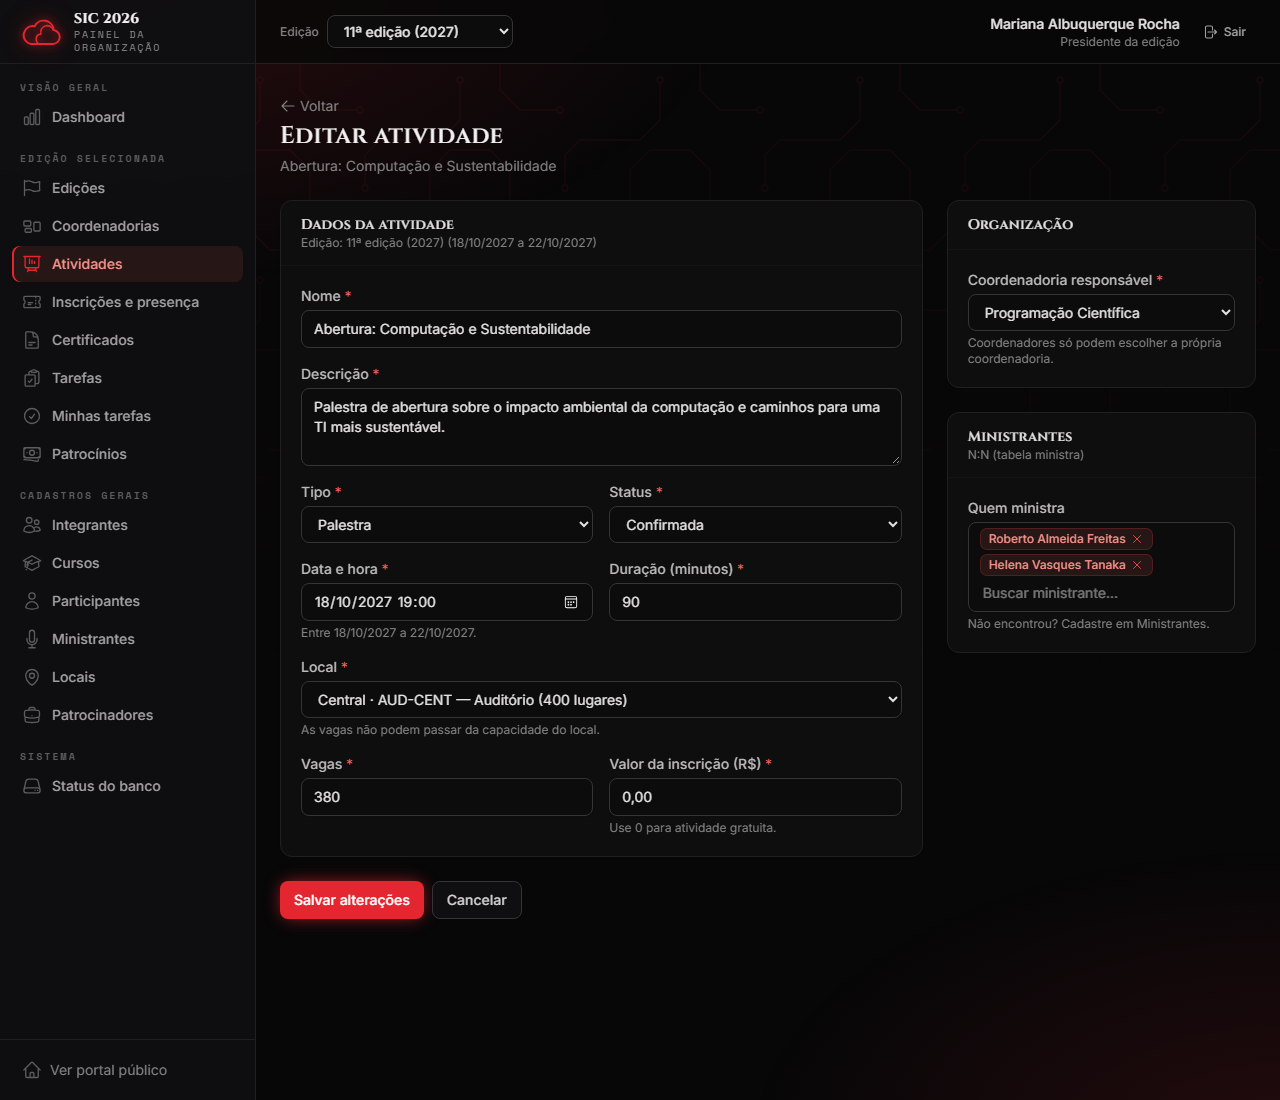 SIC 2026
PAINEL DA
ORGANIZAÇÃO
Edição
11ª edição (2027)
Mariana Albuquerque Rocha
Presidente da edição
Sair
VISÃO GERAL
Dashboard
EDIÇÃO SELECIONADA
Edições
Coordenadorias
Atividades
Inscrições e presença
Certificados
Tarefas
Minhas tarefas
Patrocínios
CADASTROS GERAIS
Integrantes
Cursos
Participantes
Ministrantes
Locais
Patrocinadores
SISTEMA
Status do banco
Ver portal público
Voltar
Editar atividade
Abertura: Computação e Sustentabilidade
Dados da atividade
Edição: 11ª edição (2027) (18/10/2027 a 22/10/2027)
Nome *
Abertura: Computação e Sustentabilidade
Descrição *
Palestra de abertura sobre o impacto ambiental da computação e caminhos para uma
TI mais sustentável.
Tipo *
Palestra
Status *
Confirmada
Data e hora *
18/10/2027 19:00
Entre 18/10/2027 a 22/10/2027.
Duração (minutos) *
90
Local *
Central · AUD-CENT — Auditório (400 lugares)
As vagas não podem passar da capacidade do local.
Vagas *
380
Valor da inscrição (R$) *
0,00
Use 0 para atividade gratuita.
Salvar alterações
Cancelar
Organização
Coordenadoria responsável *
Programação Científica
Coordenadores só podem escolher a própria
coordenadoria.
Ministrantes
N:N (tabela ministra)
Quem ministra
Roberto Almeida Freitas
Helena Vasques Tanaka
Buscar ministrante...
Não encontrou? Cadastre em Ministrantes.